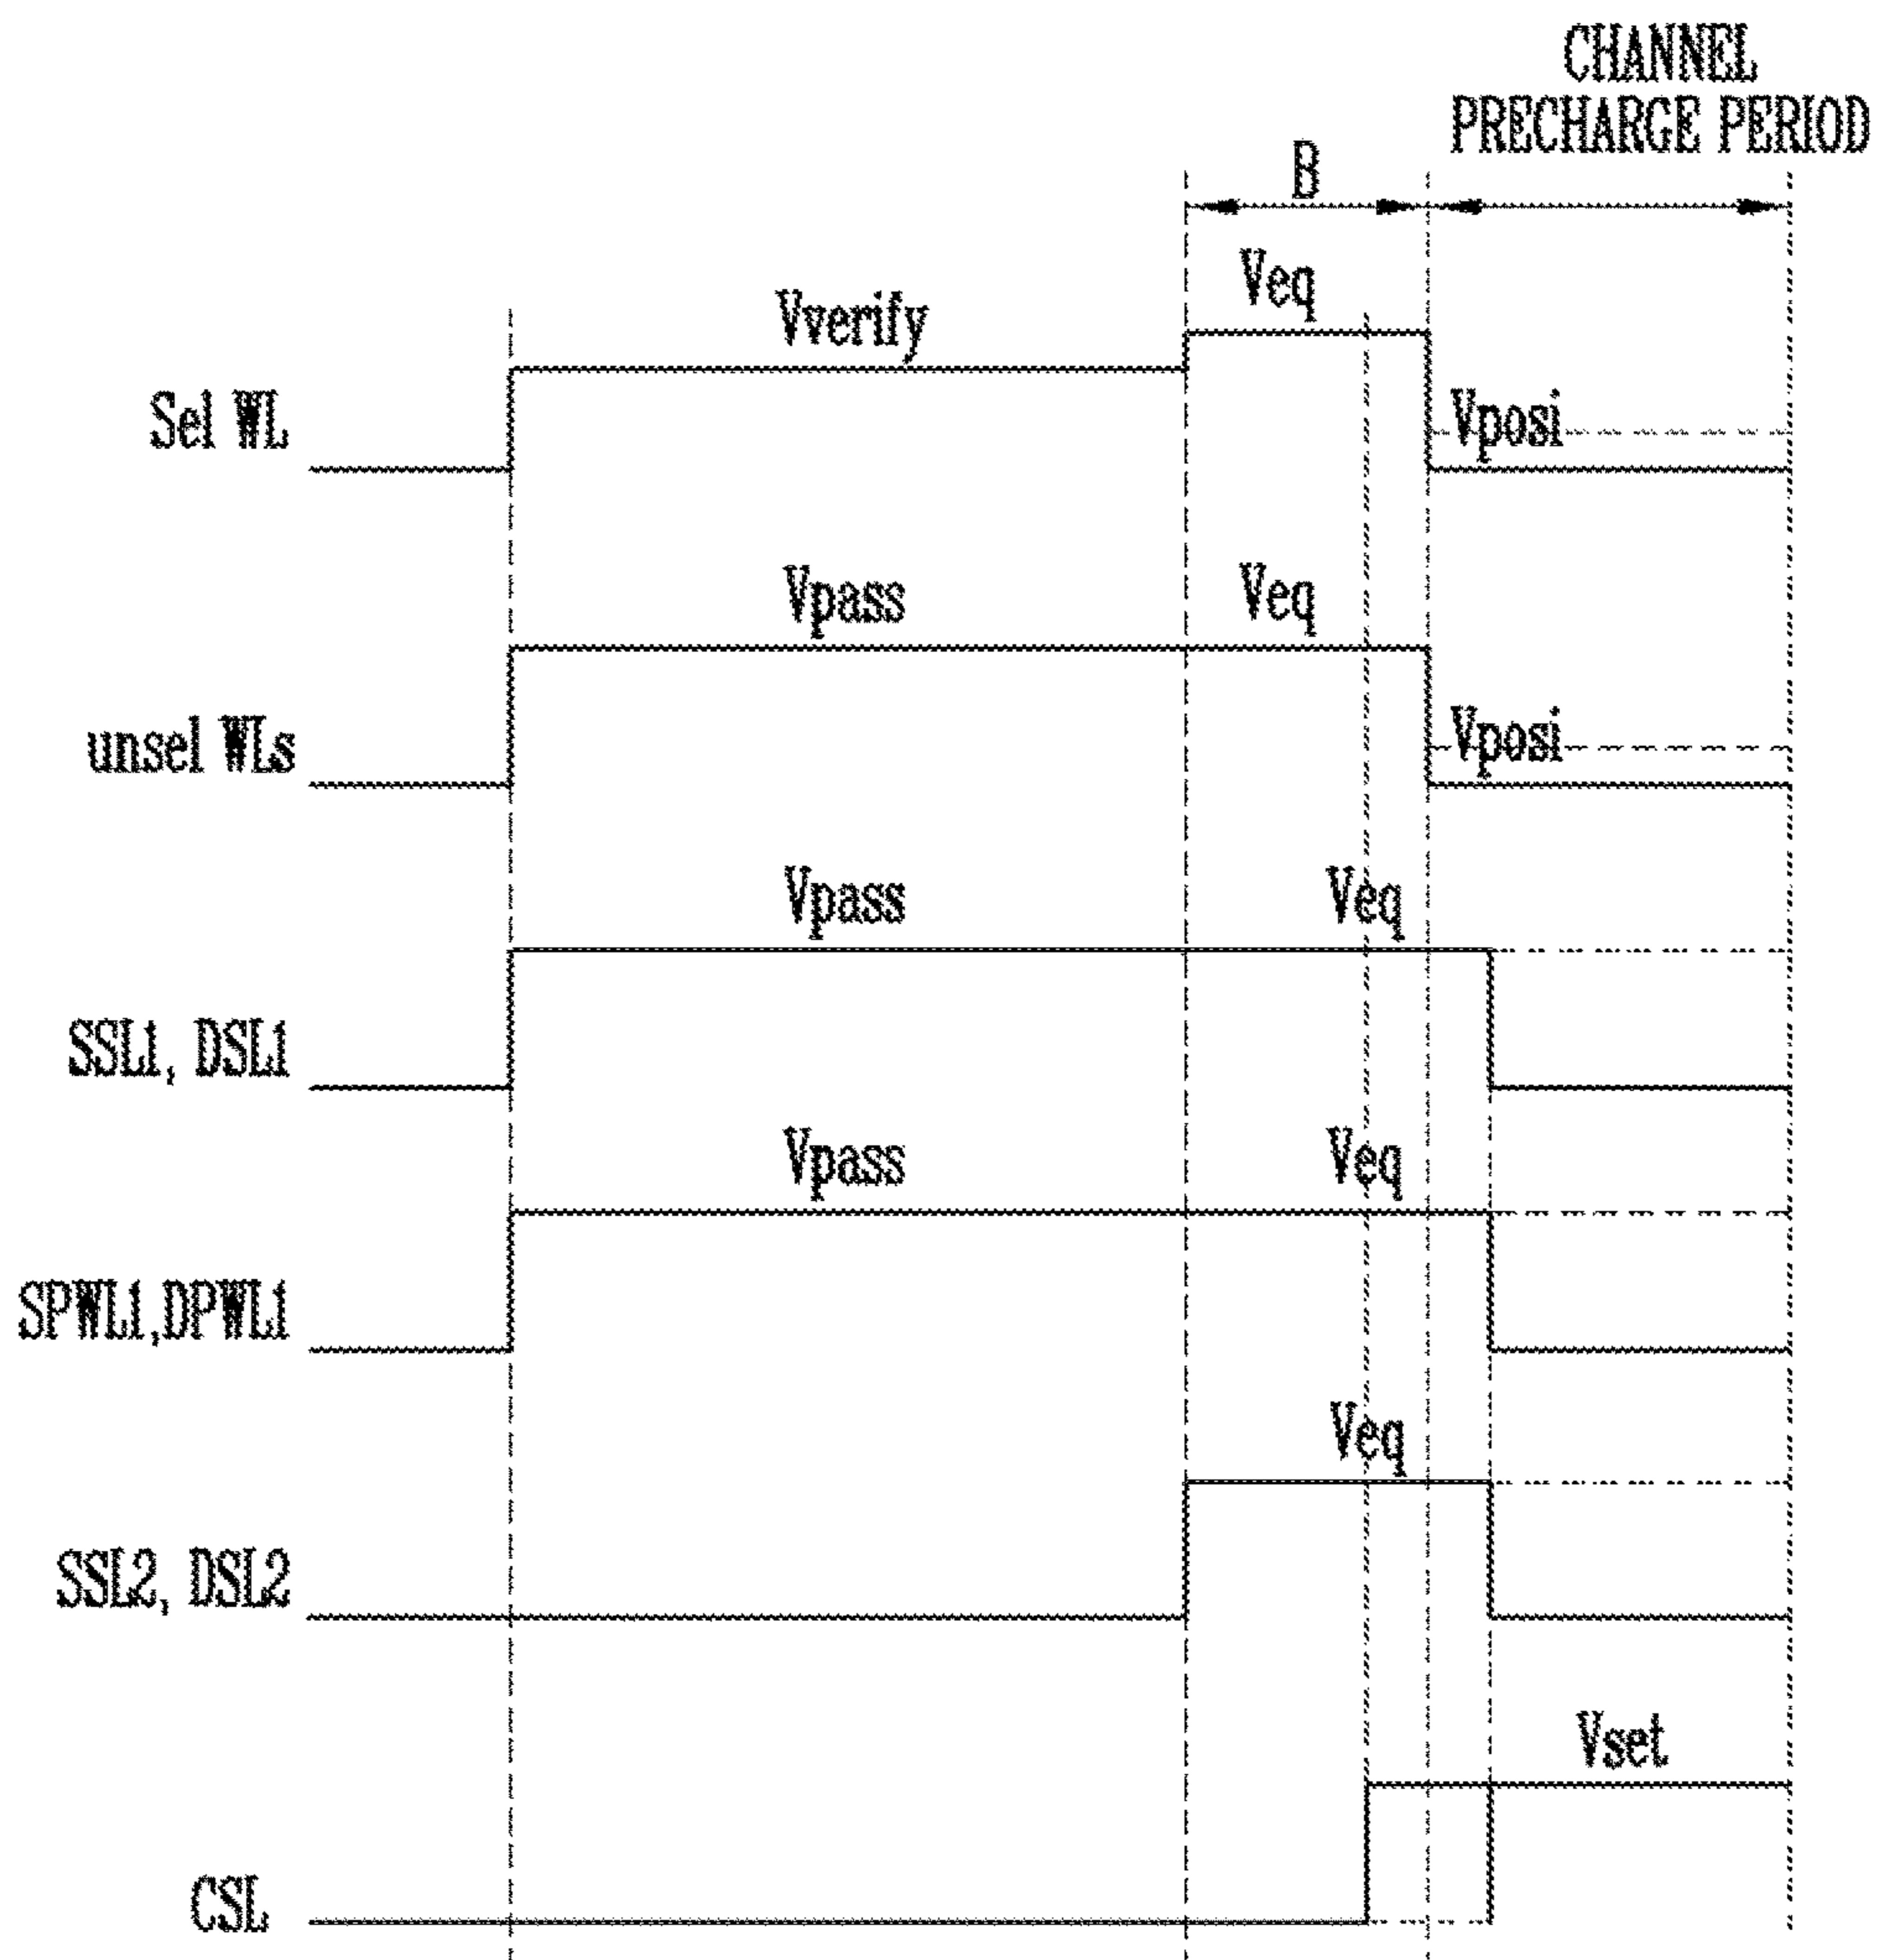 CHANNEL
PRECHARGE PERIOD
B
Veq
Vverify
Sel WL
Vposi
Vpass
Veq
unsel WLs
Vposi
Vpass
Veq
SSL1, DSL1
Vpass
Veq
SPWL1,DPWL1
Veq
SSL2, DSL2
Vset
CSL